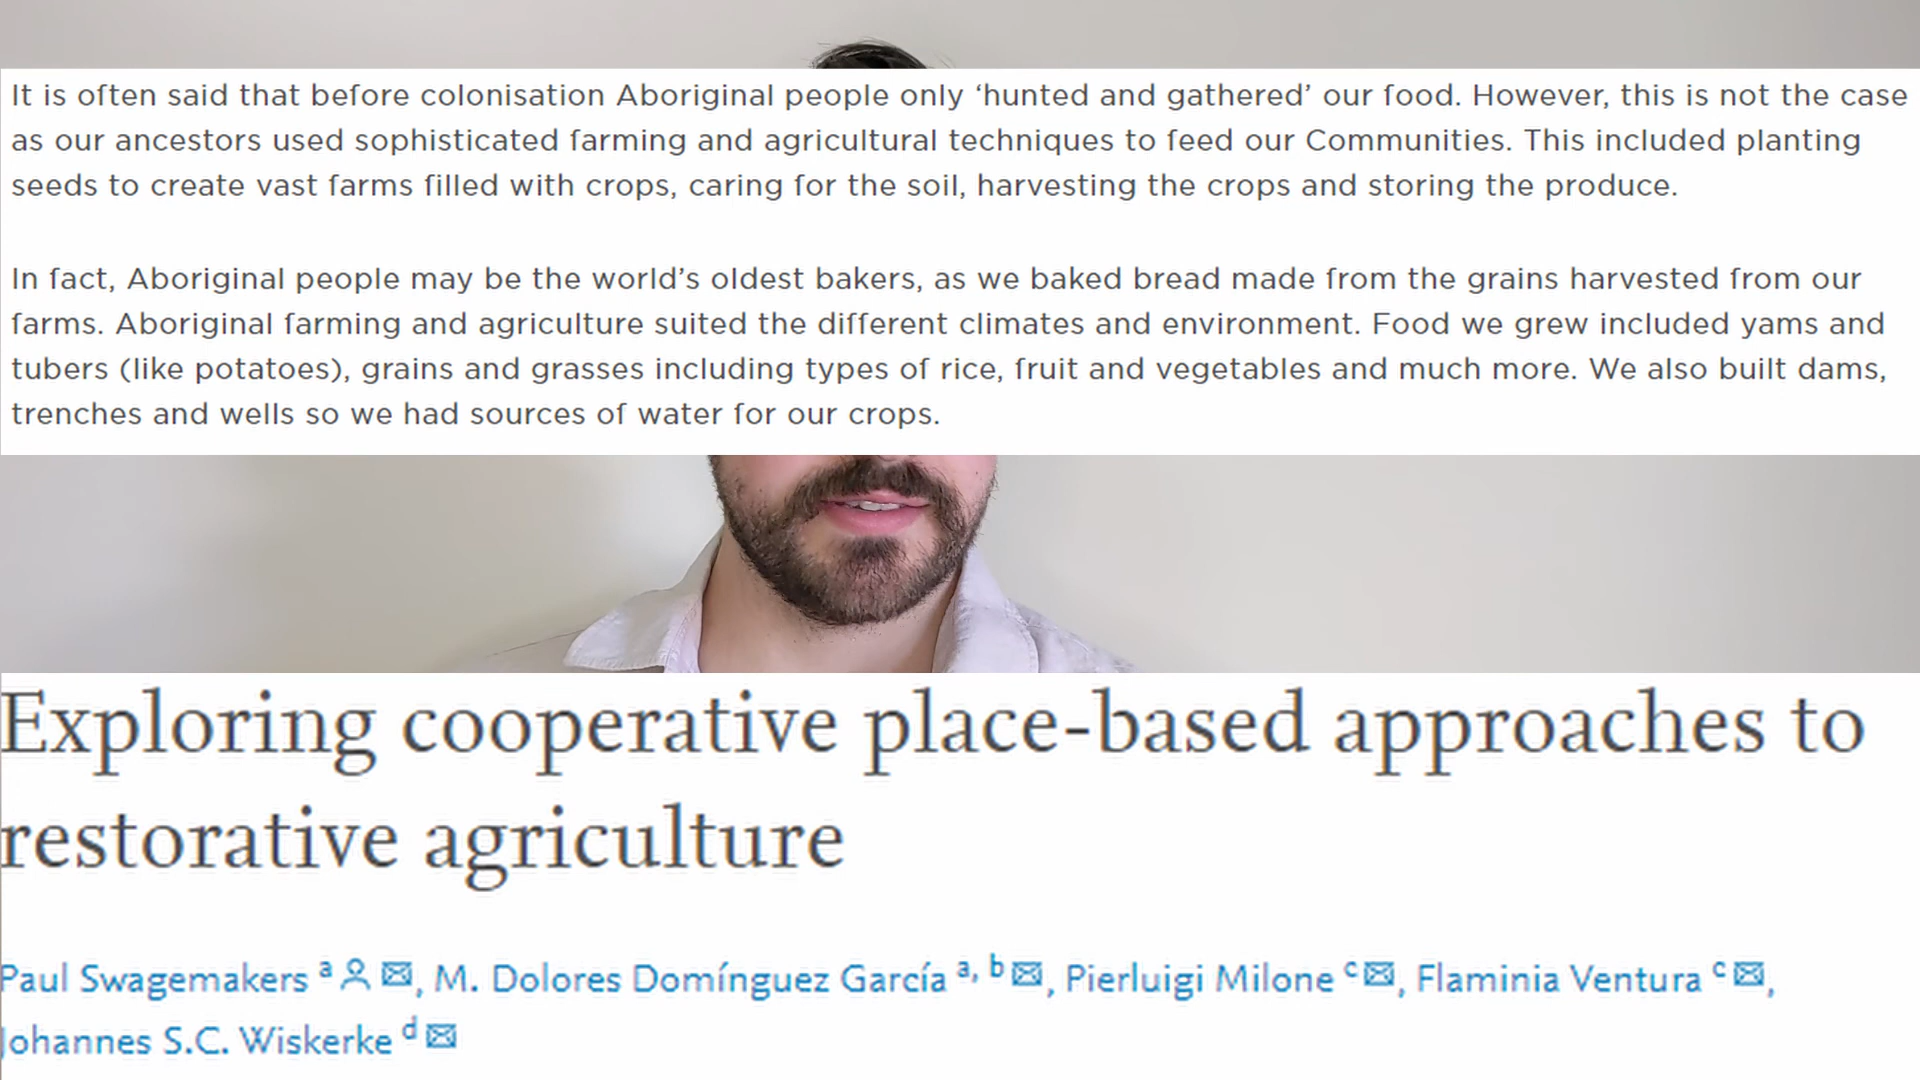 It is often said that before colonisation Aboriginal people only ‘hunted and gathered’ our food. However, this is not the case
as our ancestors used sophisticated farming and agricultural techniques to feed our Communities. This included planting
seeds to create vast farms filled with crops, caring for the soil, harvesting the crops and storing the produce.
In fact, Aboriginal people may be the world’s oldest bakers, as we baked bread made from the grains harvested from our
farms. Aboriginal farming and agriculture suited the different climates and environment. Food we grew included yams and
tubers (like potatoes), grains and grasses including types of rice, fruit and vegetables and much more. We also built dams,
trenches and wells so we had sources of water for our crops.
Exploring cooperative place-based approaches to
restorative agriculture
Paul Swagemakers a, M. Dolores Domínguez García a, b, Pierluigi Milone c, Flaminia Ventura c,
Johannes S.C. Wiskerke d